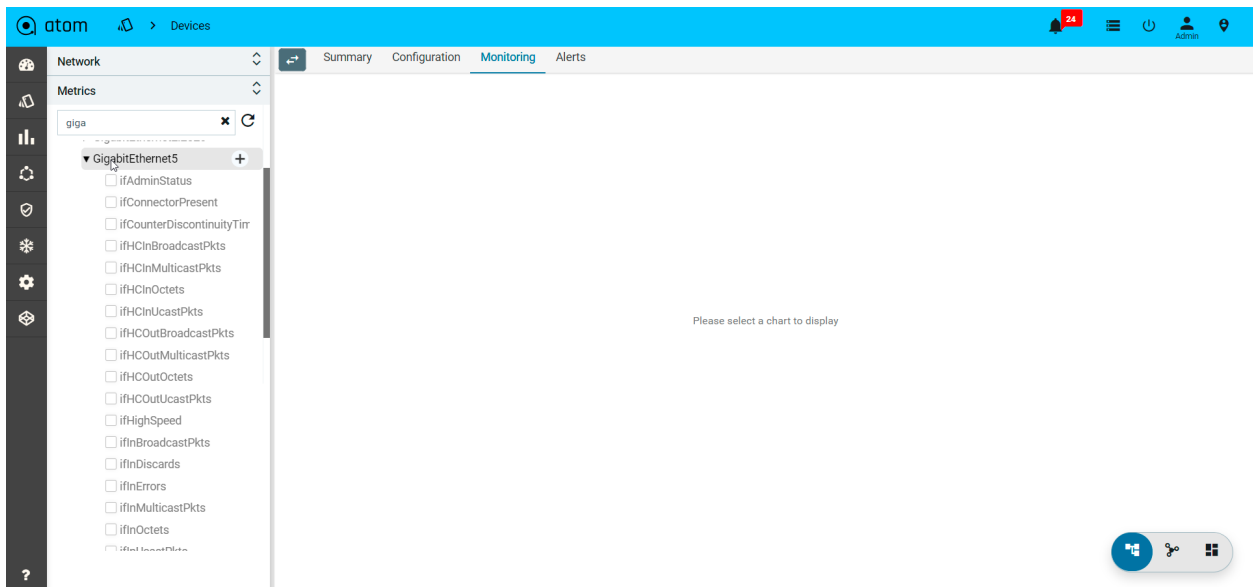 atom > Devices 24 Admin
Network
Metrics
Summary Configuration Monitoring Alerts
giga
GigabitEthernet5 +
ifAdminStatus
ifConnectorPresent
ifCounterDiscontinuityTim
ifHCInBroadcastPkts
ifHCInMulticastPkts
ifHCInOctets
ifHCInUcastPkts
Please select a chart to display
ifHCOutBroadcastPkts
ifHCOutMulticastPkts
ifHCOutOctets
ifHCOutUcastPkts
ifHighSpeed
ifInBroadcastPkts
ifInDiscards
ifInErrors
ifInMulticastPkts
ifInOctets
ifInUcastPkts
?